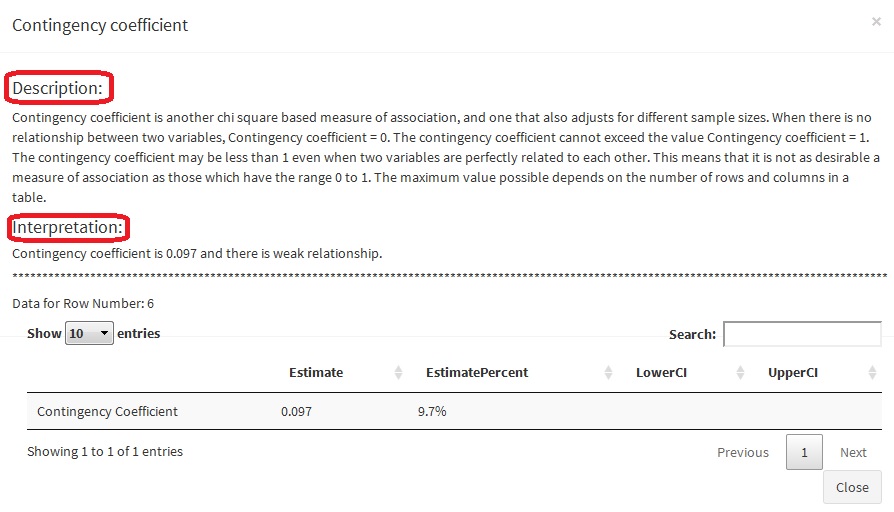 Contingency coefficient ×
Description:
Contingency coefficient is another chi square based measure of association, and one that also adjusts for different sample sizes. When there is no
relationship between two variables, Contingency coefficient = 0. The contingency coefficient cannot exceed the value Contingency coefficient = 1.
The contingency coefficient may be less than 1 even when two variables are perfectly related to each other. This means that it is not as desirable a
measure of association as those which have the range 0 to 1. The maximum value possible depends on the number of rows and columns in a
table.
Interpretation:
Contingency coefficient is 0.097 and there is weak relationship.
******************************************************************************************************************************************************
Data for Row Number: 6
Show 10 entries Search:
Estimate EstimatePercent LowerCI UpperCI
Contingency Coefficient 0.097 9.7%
Showing 1 to 1 of 1 entries Previous 1 Next
Close